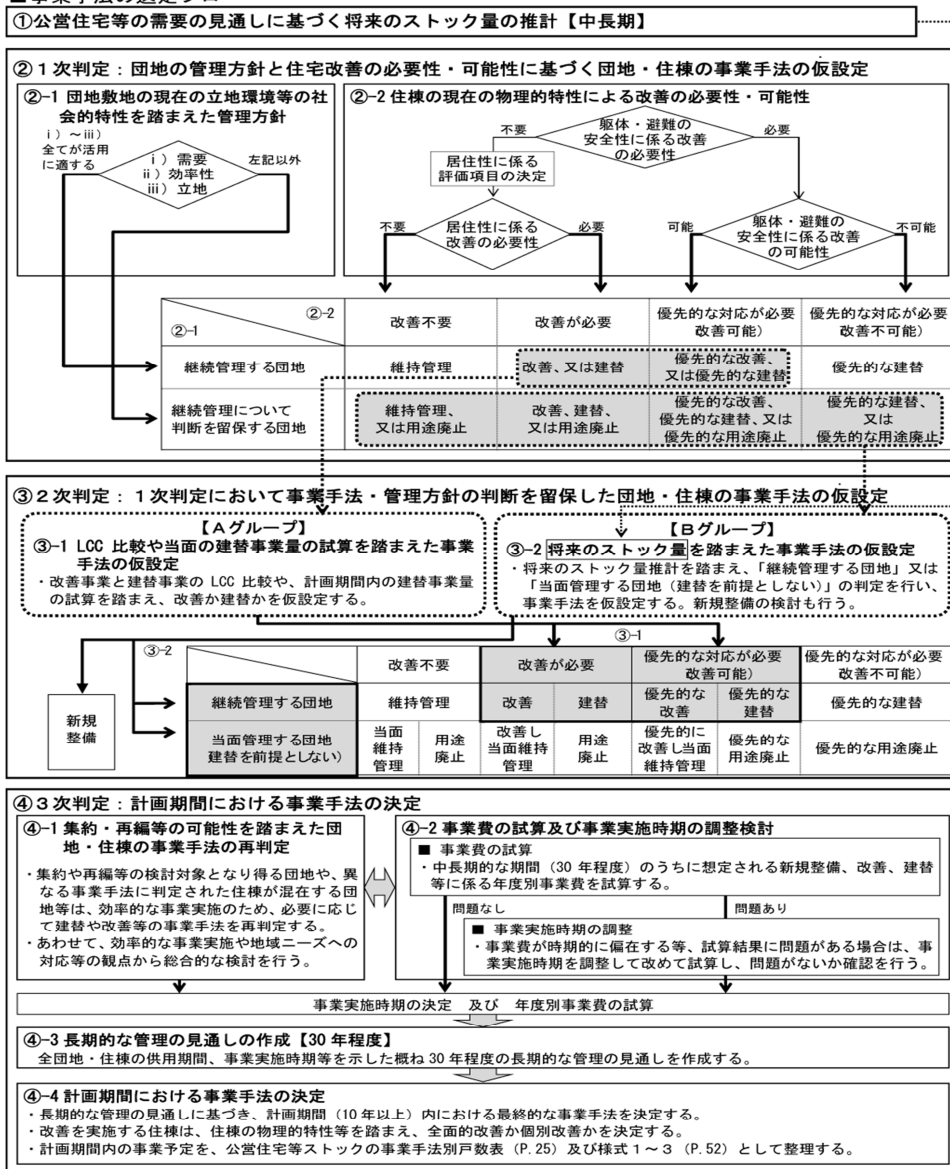 ①公営住宅等の需要の見通しに基づく将来のストック量の推計【中長期】
②１次判定：団地の管理方針と住宅改善の必要性・可能性に基づく団地・住棟の事業手法の仮設定
②-1 団地敷地の現在の立地環境等の社
会的特性を踏まえた管理方針
ⅰ）～ⅲ）
全てが活用
に適する
ⅰ）需要
ⅱ）効率性
ⅲ）立地
左記以外
②-2 住棟の現在の物理的特性による改善の必要性・可能性
不要
躯体・避難の
安全性に係る改善
の必要性
必要
居住性に係る
評価項目の決定
不要
居住性に係る
改善の必要性
必要
可能
躯体・避難の
安全性に係る改善
の可能性
不可能
②-2
②-1
改善不要
改善が必要
優先的な対応が必要
改善可能）
優先的な対応が必要
改善不可能）
継続管理する団地
維持管理
改善、又は建替
優先的な改善、
又は優先的な建替
優先的な建替
継続管理について
判断を留保する団地
維持管理、
又は用途廃止
改善、建替、
又は用途廃止
優先的な改善、
優先的な建替、又は
優先的な用途廃止
優先的な建替、
又は
優先的な用途廃止
③２次判定：１次判定において事業手法・管理方針の判断を留保した団地・住棟の事業手法の仮設定
【Ａグループ】
③-1 LCC 比較や当面の建替事業量の試算を踏まえた事業
手法の仮設定
・改善事業と建替事業の LCC 比較や、計画期間内の建替事業量
の試算を踏まえ、改善か建替かを仮設定する。
【Ｂグループ】
③-2 将来のストック量を踏まえた事業手法の仮設定
・将来のストック量推計を踏まえ、「継続管理する団地」又は
「当面管理する団地（建替を前提としない）」の判定を行い、
事業手法を仮設定する。新規整備の検討も行う。
③-1
③-2
改善不要
改善が必要
優先的な対応が必要
改善可能）
優先的な対応が必要
改善不可能）
新規
整備
継続管理する団地
維持管理
改善
建替
優先的な
改善
優先的な
建替
優先的な建替
当面管理する団地
建替を前提としない）
当面
維持
管理
用途
廃止
改善し
当面維持
管理
用途
廃止
優先的に
改善し当面
維持管理
優先的な
用途廃止
優先的な用途廃止
④３次判定：計画期間における事業手法の決定
④-1 集約・再編等の可能性を踏まえた団
地・住棟の事業手法の再判定
・集約や再編等の検討対象となり得る団地や、異
なる事業手法に判定された住棟が混在する団
地等は、効率的な事業実施のため、必要に応じ
て建替や改善等の事業手法を再判定する。
・あわせて、効率的な事業実施や地域ニーズへの
対応等の観点から総合的な検討を行う。
④-2 事業費の試算及び事業実施時期の調整検討
■ 事業費の試算
・中長期的な期間（30 年程度）のうちに想定される新規整備、改善、建替
等に係る年度別事業費を試算する。
問題なし
問題あり
■ 事業実施時期の調整
・事業費が時期的に偏在する等、試算結果に問題がある場合は、事
業実施時期を調整して改めて試算し、問題がないか確認を行う。
事業実施時期の決定 及び 年度別事業費の試算
④-3 長期的な管理の見通しの作成【30 年程度】
全団地・住棟の供用期間、事業実施時期等を示した概ね 30 年程度の長期的な管理の見通しを作成する。
④-4 計画期間における事業手法の決定
・長期的な管理の見通しに基づき、計画期間（10 年以上）内における最終的な事業手法を決定する。
・改善を実施する住棟は、住棟の物理的特性等を踏まえ、全面的改善か個別改善かを決定する。
・計画期間内の事業予定を、公営住宅等ストックの事業手法別戸数表（P.25）及び様式１～３（P.52）として整理する。